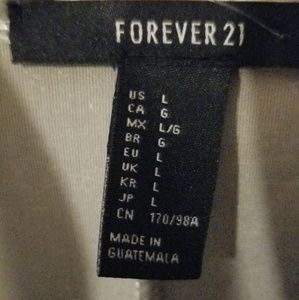 FOREVER 21
US L
CA G
MX L/G
BR G
EU L
UK L
KR L
JP L
CN 170/98A
MADE IN
GUATEMALA